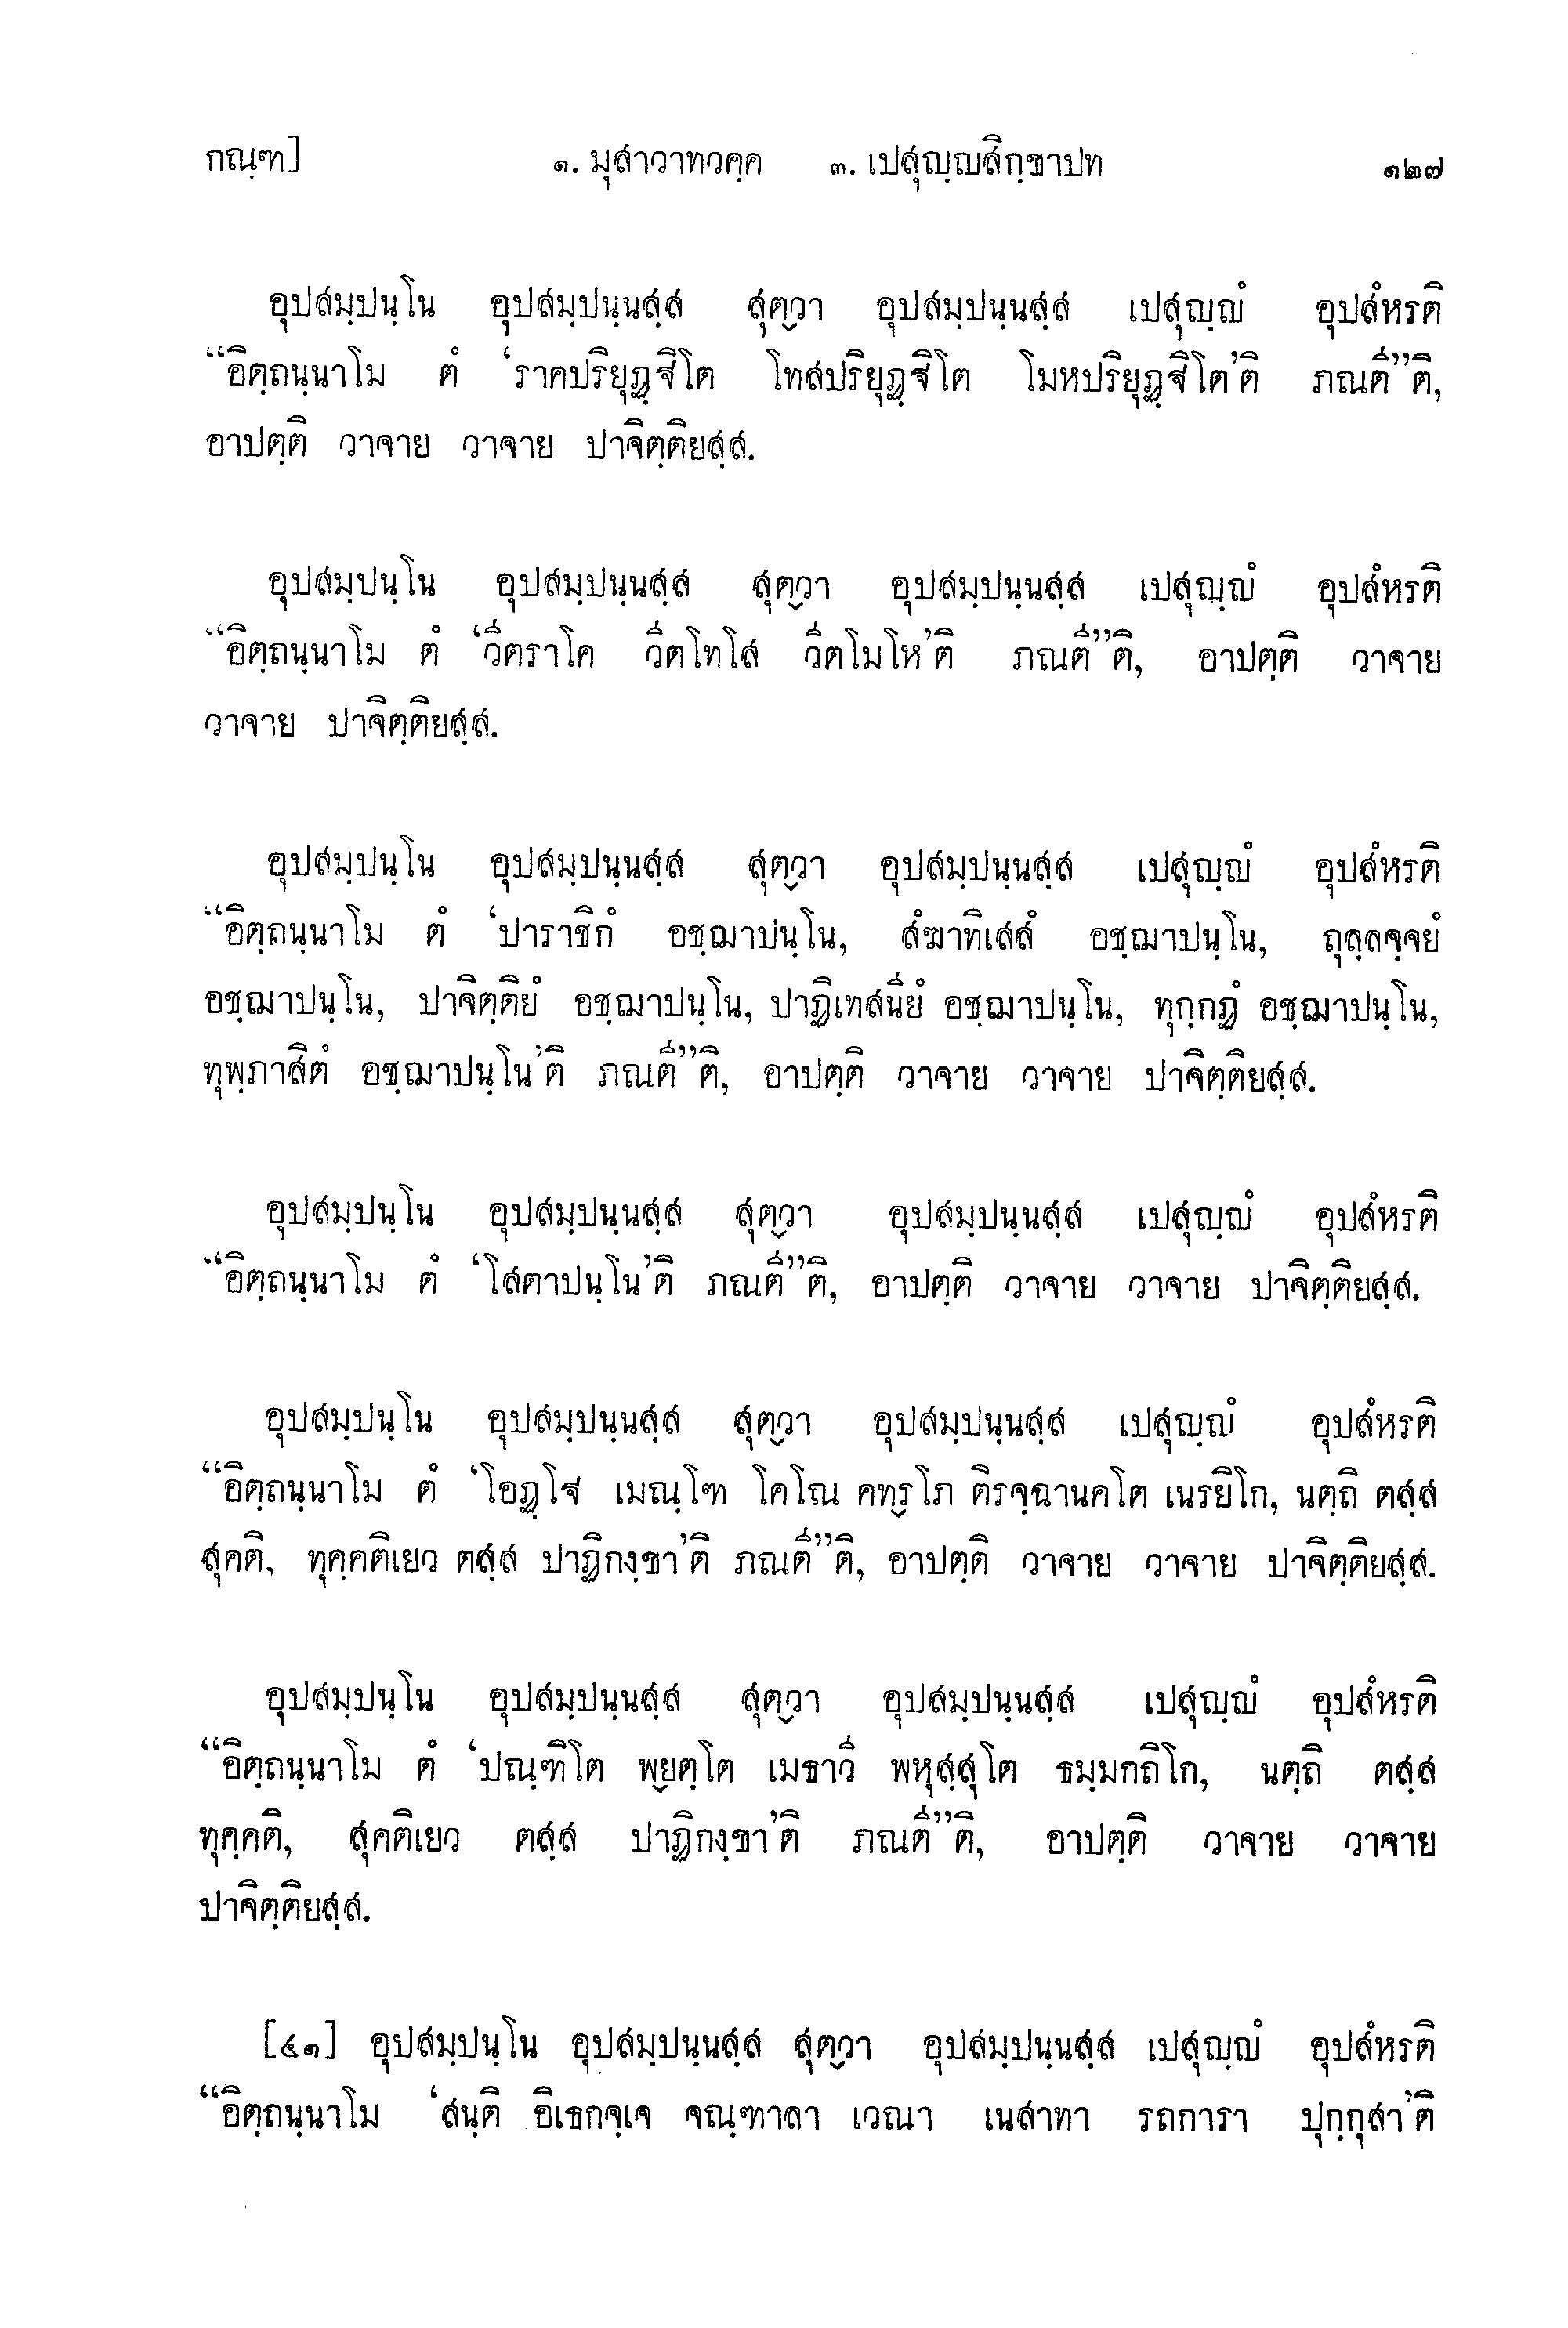 กณฺฑ] ๑. มุสาวาทวคฺค ๓. เปสุญฺญสิกฺขาปท ๑๒๗
อุปสมฺปนฺโน อุปสมฺปนฺนสฺส สุตฺวา อุปสมฺปนฺนสฺส เปสุญฺญํ อุปสํหรติ
“อิตฺถนฺนาโม ตํ ‘ราคปริยุฏฺฐิโต โทสปริยุฏฺฐิโต โมหปริยุฏฺฐิโต’ติ ภณตี”ติ,
อาปตฺติ วาจาย วาจาย ปาจิตฺติยสฺส.
อุปสมฺปนฺโน อุปสมฺปนฺนสฺส สุตฺวา อุปสมฺปนฺนสฺส เปสุญฺญํ อุปสํหรติ
“อิตฺถนฺนาโม ตํ ‘วีตราโค วีตโทโส วีตโมโห’ติ ภณตี”ติ, อาปตฺติ วาจาย
วาจาย ปาจิตฺติยสฺส.
อุปสมฺปนฺโน อุปสมฺปนฺนสฺส สุตฺวา อุปสมฺปนฺนสฺส เปสุญฺญํ อุปสํหรติ
“อิตฺถนฺนาโม ตํ ‘ปาราชิกํ อชฺฌาปนฺโน, สํฆาทิเสสํ อชฺฌาปนฺโน, ถุลฺลจฺจยํ
อชฺฌาปนฺโน, ปาจิตฺติยํ อชฺฌาปนฺโน, ปาฏิเทสนียํ อชฺฌาปนฺโน, ทุกฺกฏํ อชฺฌาปนฺโน,
ทุพฺภาสิตํ อชฺฌาปนฺโน’ติ ภณตี”ติ, อาปตฺติ วาจาย วาจาย ปาจิตฺติยสฺส.
อุปสมฺปนฺโน อุปสมฺปนฺนสฺส สุตฺวา อุปสมฺปนฺนสฺส เปสุญฺญํ อุปสํหรติ
“อิตฺถนฺนาโม ตํ ‘โสตาปนฺโน’ติ ภณตี”ติ, อาปตฺติ วาจาย วาจาย ปาจิตฺติยสฺส.
อุปสมฺปนฺโน อุปสมฺปนฺนสฺส สุตฺวา อุปสมฺปนฺนสฺส เปสุญฺญํ อุปสํหรติ
“อิตฺถนฺนาโม ตํ ‘โอฏฺโฐ เมณฺโฑ โคโณ คทฺรุโภ ติรจฺฉานคโต เนรยิโก, นตฺถิ ตสฺส
สุคติ, ทุคฺคติเยว ตสฺส ปาฏิกงฺขา’ติ ภณตี”ติ, อาปตฺติ วาจาย วาจาย ปาจิตฺติยสฺส.
อุปสมฺปนฺโน อุปสมฺปนฺนสฺส สุตฺวา อุปสมฺปนฺนสฺส เปสุญฺญํ อุปสํหรติ
“อิตฺถนฺนาโม ตํ ‘ปณฺฑิโต พฺยตฺโต เมธาวี พหุสฺสุโต ธมฺมกถิโก, นตฺถิ ตสฺส
ทุคฺคติ, สุคติเยว ตสฺส ปาฏิกงฺขา’ติ ภณตี”ติ, อาปตฺติ วาจาย วาจาย
ปาจิตฺติยสฺส.
[๔๑] อุปสมฺปนฺโน อุปสมฺปนฺนสฺส สุตฺวา อุปสมฺปนฺนสฺส เปสุญฺญํ อุปสํหรติ
“อิตฺถนฺนาโม ‘สนฺติ อิเธกจฺเจ จณฺฑาลา เวณา เนสาทา รถการา ปุกฺกุสา’ติ